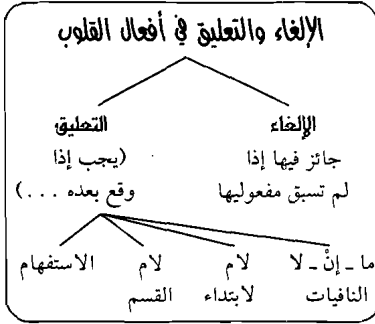 الإلغاء والتعليق في أفعال القلوب
الإلغاء
جائز فيها إذا
لم تسبق مفعوليها
التعليق
(يجب إذا
وقع بعده ...)
ما - إنْ - لا
النافيات
لام
لابتداء
لام
القسم
الاستفهام